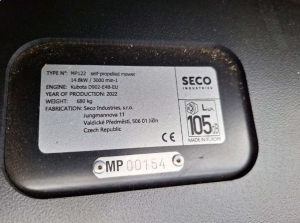 TYPE N°: MP122 self-propelled mower
14.8kW / 3000 min-1
ENGINE: Kubota D902-E4B-EU
YEAR OF PRODUCTION: 2022
WEIGHT: 680 kg
FABRICATION: Seco Industries, s.r.o.
Jungmannova 11
Valdické Předměstí, 506 01 Jičín
Czech Republic
SECO
INDUSTRIES
LWA
105 dB
MADE IN EUROPE
CE
MP 00154